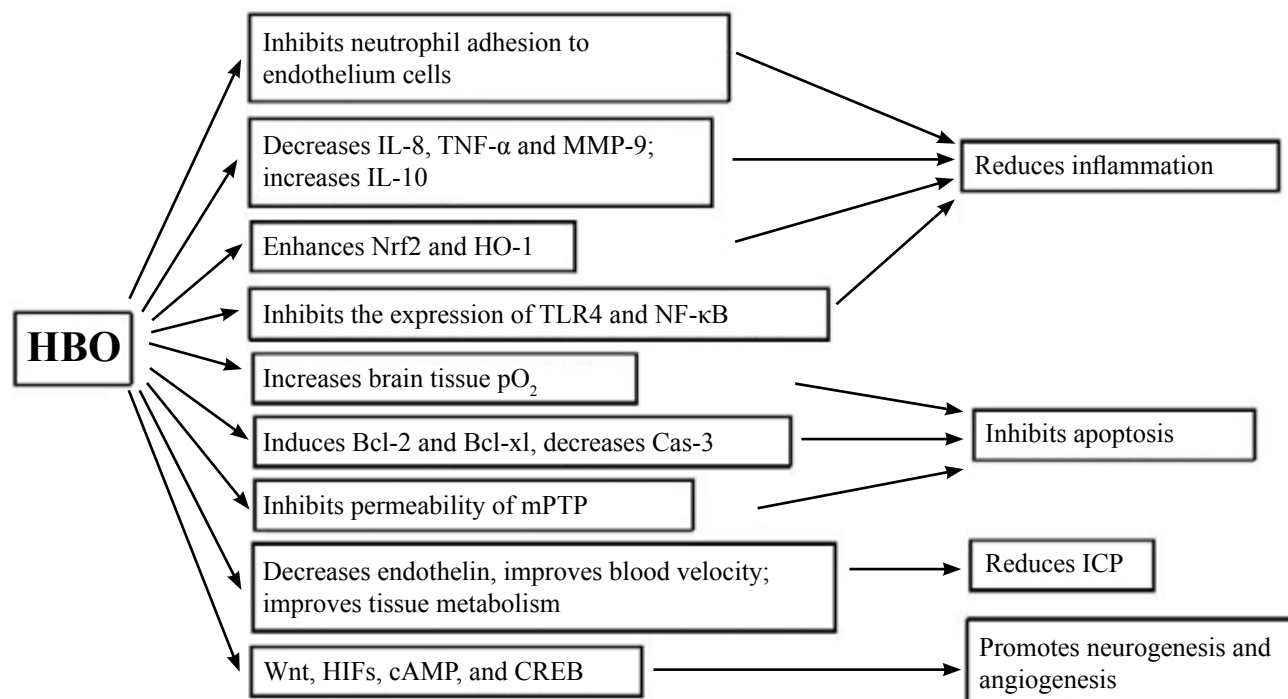 HBO
Inhibits neutrophil adhesion to
endothelium cells
Decreases IL-8, TNF-α and MMP-9;
increases IL-10
Enhances Nrf2 and HO-1
Inhibits the expression of TLR4 and NF-κB
Increases brain tissue pO₂
Induces Bcl-2 and Bcl-xl, decreases Cas-3
Inhibits permeability of mPTP
Decreases endothelin, improves blood velocity;
improves tissue metabolism
Wnt, HIFs, cAMP, and CREB
Reduces inflammation
Inhibits apoptosis
Reduces ICP
Promotes neurogenesis and
angiogenesis